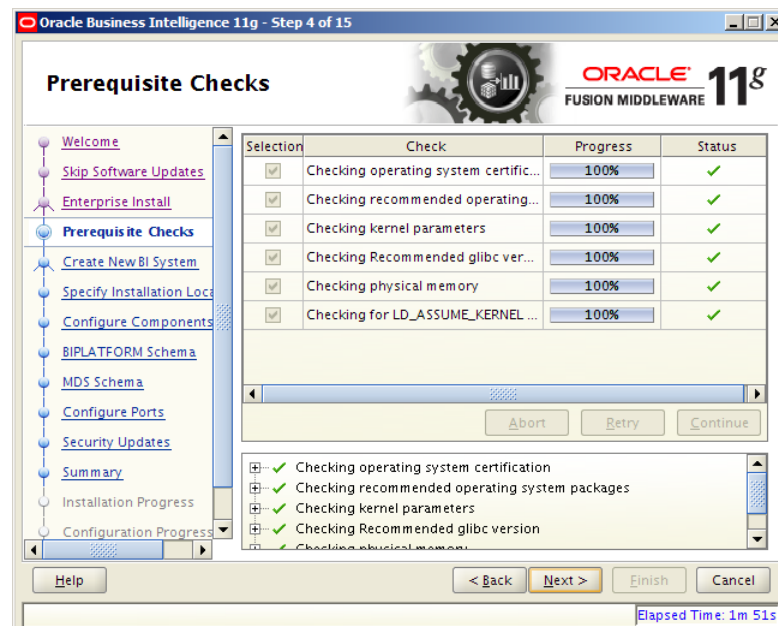 Oracle Business Intelligence 11g - Step 4 of 15
Prerequisite Checks
ORACLE
FUSION MIDDLEWARE
11g
Welcome
Skip Software Updates
Enterprise Install
Prerequisite Checks
Create New BI System
Specify Installation Loca
Configure Components
BIPLATFORM Schema
MDS Schema
Configure Ports
Security Updates
Summary
Installation Progress
Configuration Progress
Selection Check Progress Status
Checking operating system certific... 100%
Checking recommended operating... 100%
Checking kernel parameters 100%
Checking Recommended glibc ver... 100%
Checking physical memory 100%
Checking for LD_ASSUME_KERNEL ... 100%
Abort Retry Continue
Checking operating system certification
Checking recommended operating system packages
Checking kernel parameters
Checking Recommended glibc version
Checking physical memory
Help < Back Next > Finish Cancel
Elapsed Time: 1m 51s